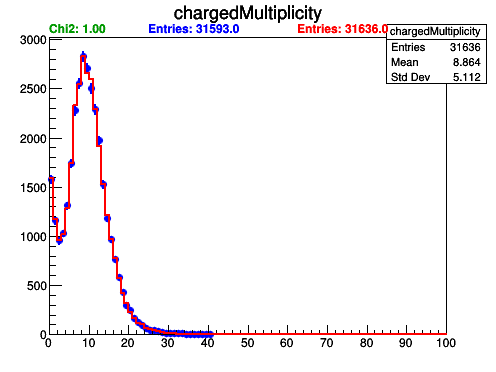 chargedMultiplicity
Chi2: 1.00 Entries: 31593.0 Entries: 31636.0
chargedMultiplicity
Entries 31636
Mean 8.864
Std Dev 5.112
3000
2500
2000
1500
1000
500
0
0 10 20 30 40 50 60 70 80 90 100